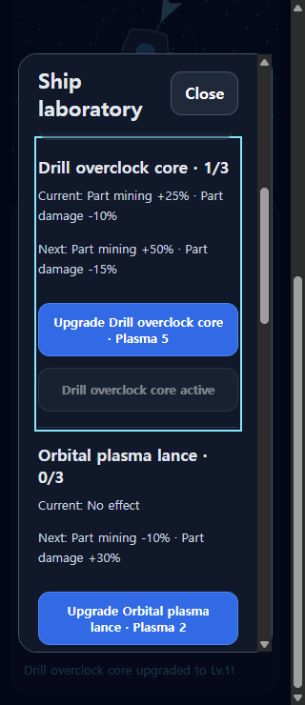 Ship
laboratory
Close
Drill overclock core · 1/3
Current: Part mining +25% · Part
damage -10%
Next: Part mining +50% · Part
damage -15%
Upgrade Drill overclock core
· Plasma 5
Drill overclock core active
Orbital plasma lance ·
0/3
Current: No effect
Next: Part mining -10% · Part
damage +30%
Upgrade Orbital plasma
lance · Plasma 2
Drill overclock core upgraded to Lv.1!